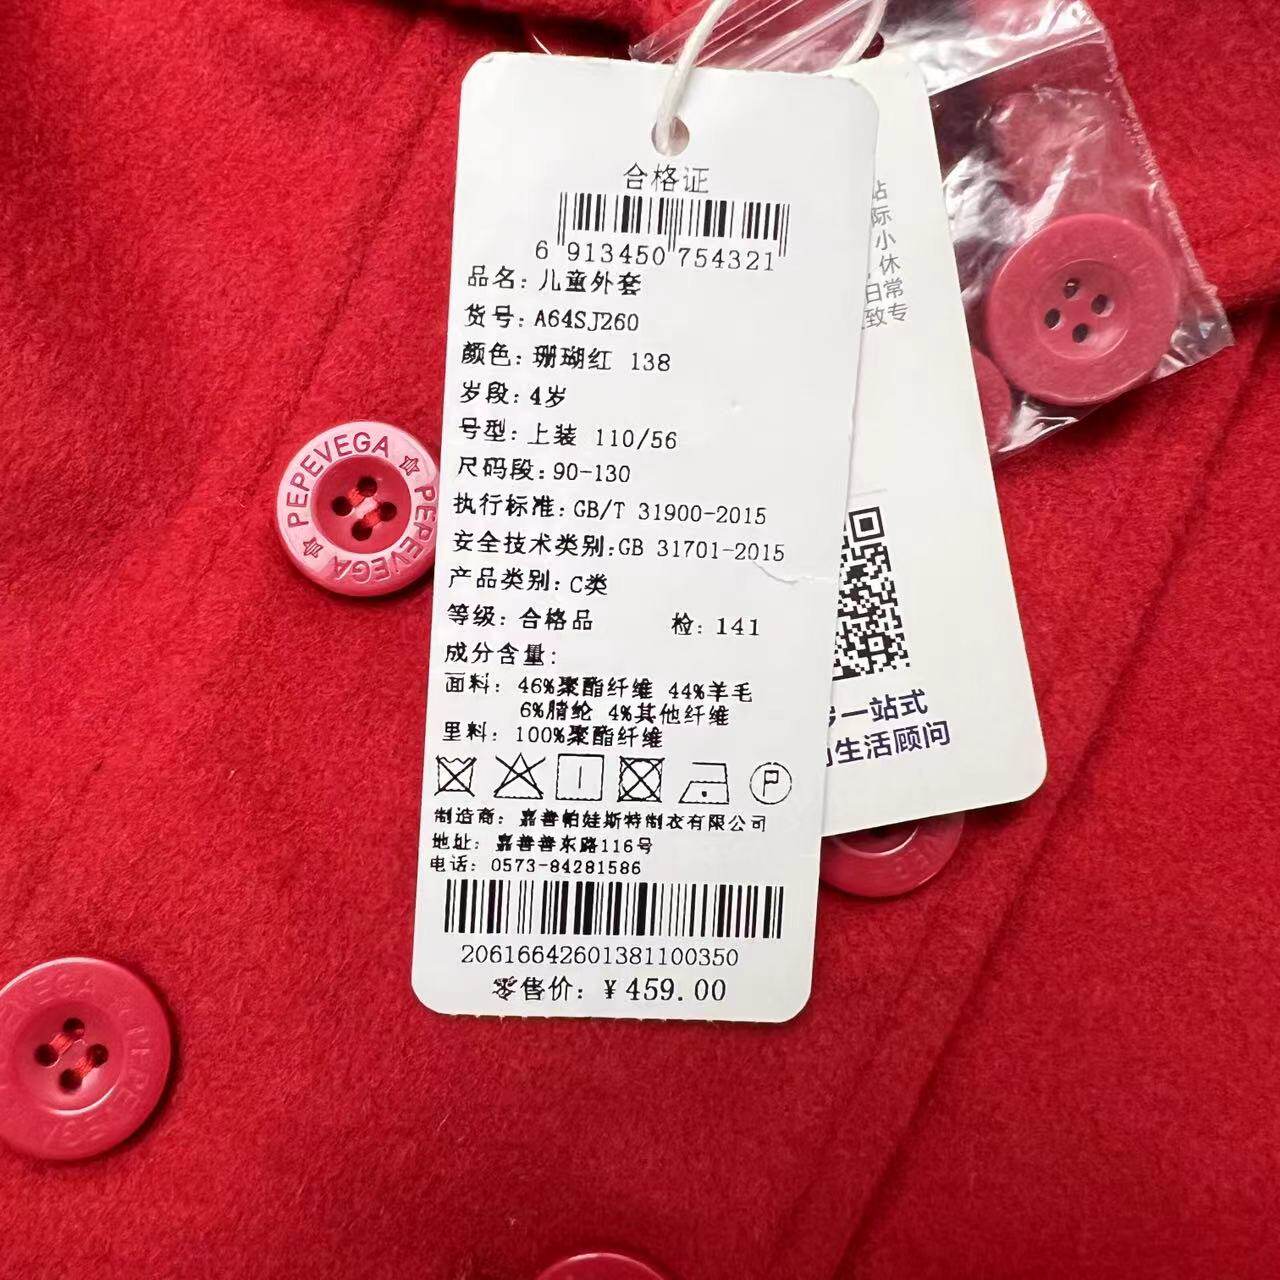 合格证
6 913450 754321
品名: 儿童外套
货号: A64SJ260
颜色: 珊瑚红 138
岁段: 4岁
号型: 上装 110/56
尺码段: 90-130
执行标准: GB/T 31900-2015
安全技术类别: GB 31701-2015
产品类别: C类
等级: 合格品 检: 141
成分含量:
面料: 46%聚酯纤维 44%羊毛
6%腈纶 4%其他纤维
里料: 100%聚酯纤维
P
制造商: 嘉善帕娃斯特制衣有限公司
地址: 嘉善善东路116号
电话: 0573-84281586
20616642601381100350
零售价: ¥459.00
站
际
小
休
日常
致专
一站式
生活顾问
PEPEVEGA ☆ PEPEVEGA ☆